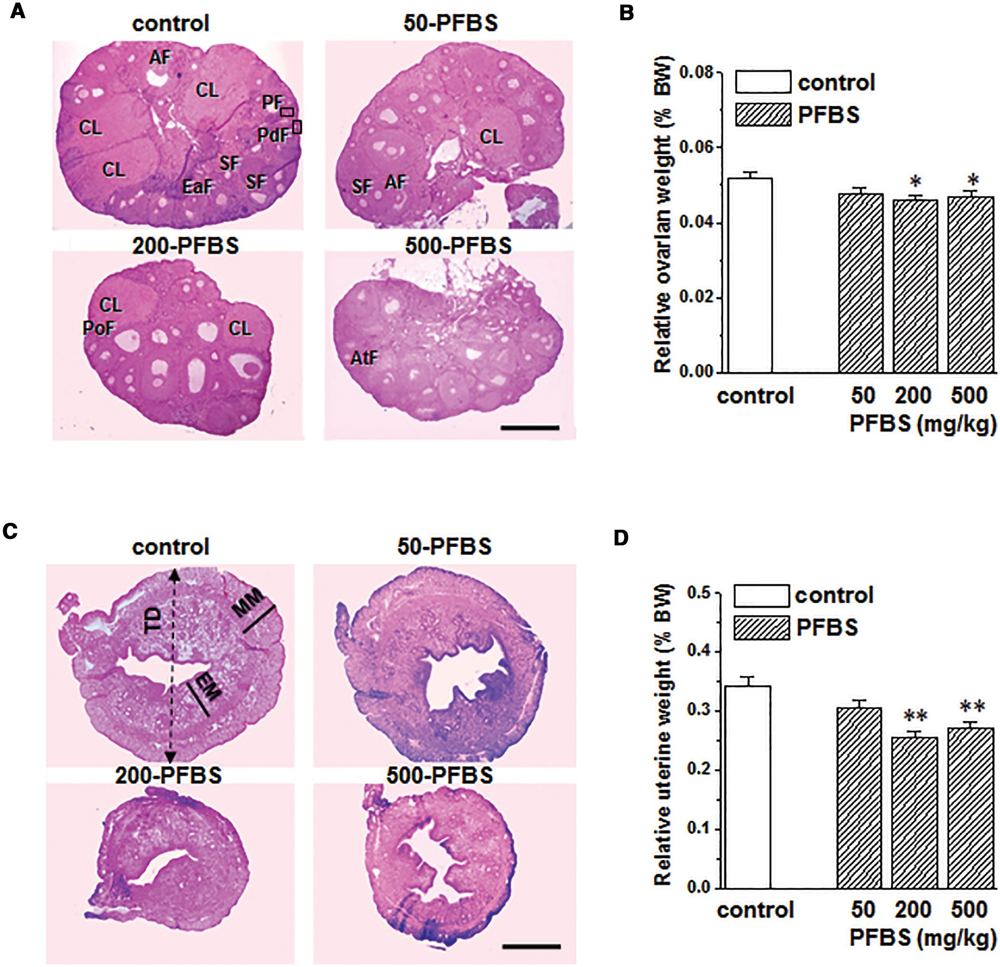 A
control
50-PFBS
AF
CL
PF
PdF
CL
CL
SF
SF
EaF
CL
SF
AF
200-PFBS
500-PFBS
CL
PoF
CL
AtF
B
Relative ovarian weight (% BW)
0.08
0.06
0.04
0.02
0.00
control
PFBS
*
*
control
50
200
500
PFBS (mg/kg)
C
control
50-PFBS
TD
MM
EM
200-PFBS
500-PFBS
D
Relative uterine weight (% BW)
0.5
0.4
0.3
0.2
0.1
0.0
control
PFBS
**
**
control
50
200
500
PFBS (mg/kg)